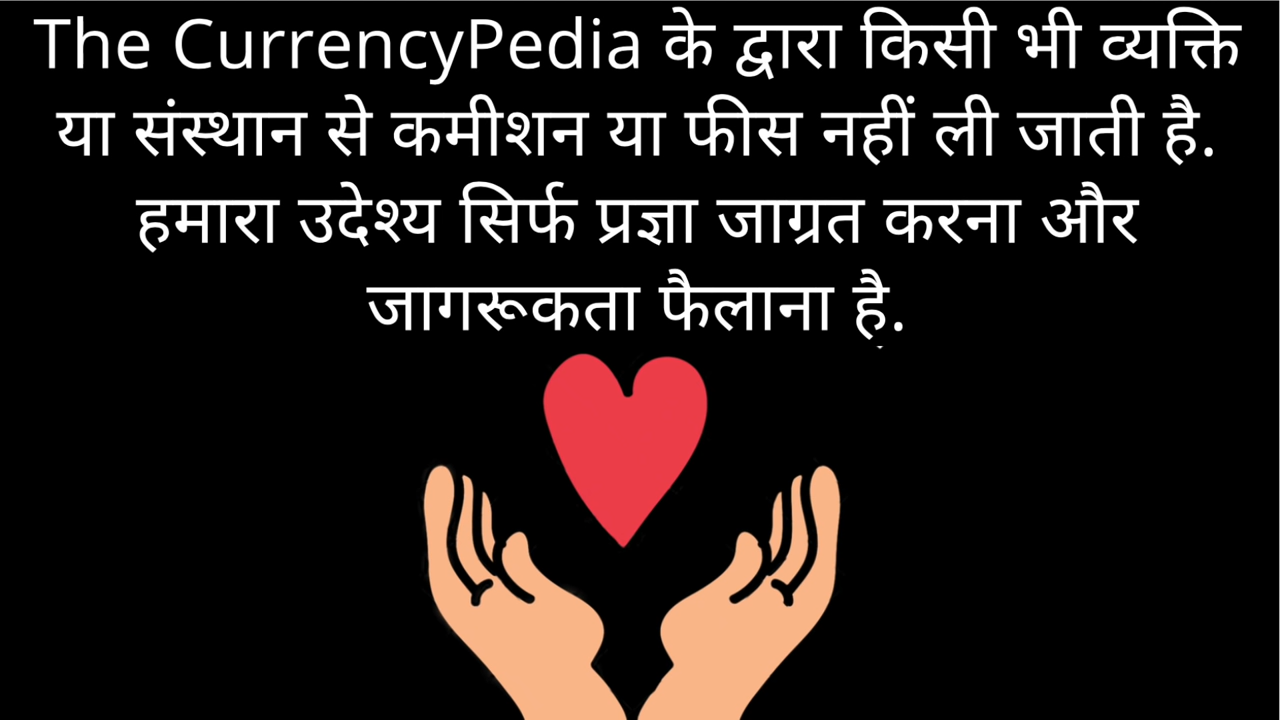 The CurrencyPedia के द्वारा किसी भी व्यक्ति
या संस्थान से कमीशन या फीस नहीं ली जाती है.
हमारा उदेश्य सिर्फ प्रज्ञा जाग्रत करना और
जागरूकता फैलाना है.